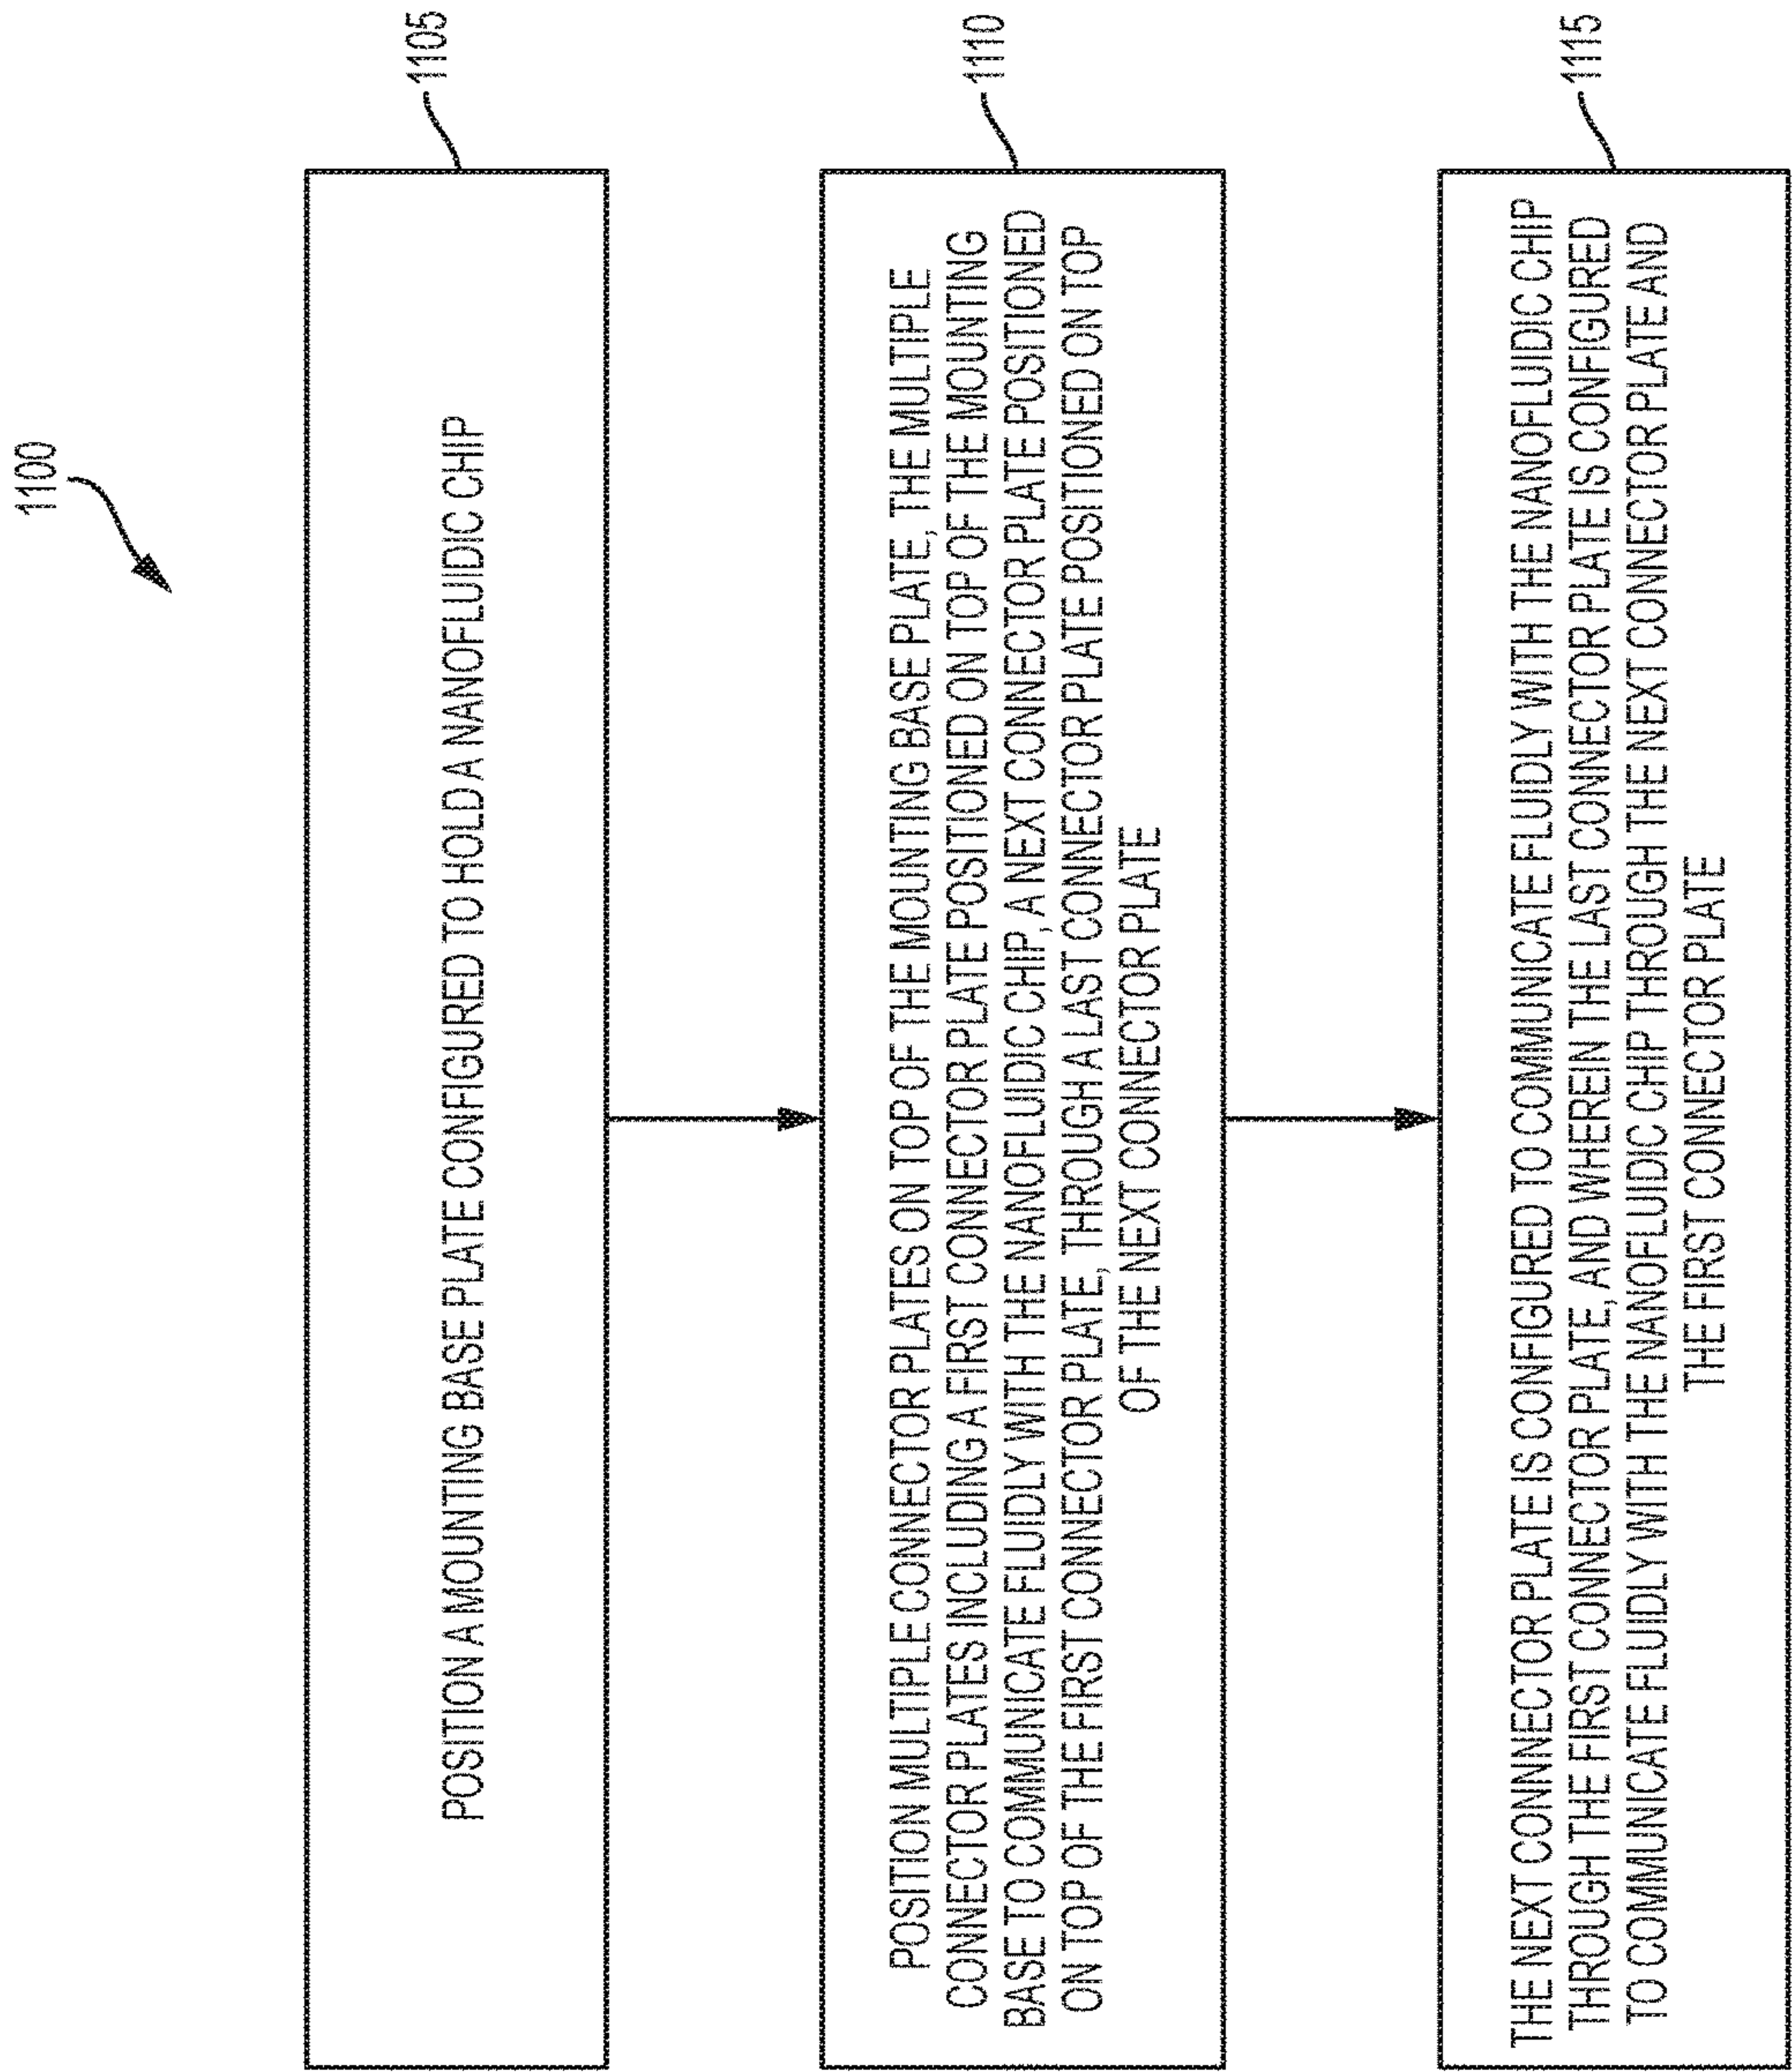 1100
POSITION A MOUNTING BASE PLATE CONFIGURED TO HOLD A NANOFLUIDIC CHIP
1105
POSITION MULTIPLE CONNECTOR PLATES ON TOP OF THE MOUNTING BASE PLATE, THE MULTIPLE
CONNECTOR PLATES INCLUDING A FIRST CONNECTOR PLATE POSITIONED ON TOP OF THE MOUNTING
BASE TO COMMUNICATE FLUIDLY WITH THE NANOFLUIDIC CHIP, A NEXT CONNECTOR PLATE POSITIONED
ON TOP OF THE FIRST CONNECTOR PLATE, THROUGH A LAST CONNECTOR PLATE POSITIONED ON TOP
OF THE NEXT CONNECTOR PLATE
1110
THE NEXT CONNECTOR PLATE IS CONFIGURED TO COMMUNICATE FLUIDLY WITH THE NANOFLUIDIC CHIP
THROUGH THE FIRST CONNECTOR PLATE, AND WHEREIN THE LAST CONNECTOR PLATE IS CONFIGURED
TO COMMUNICATE FLUIDLY WITH THE NANOFLUIDIC CHIP THROUGH THE NEXT CONNECTOR PLATE AND
THE FIRST CONNECTOR PLATE
1115